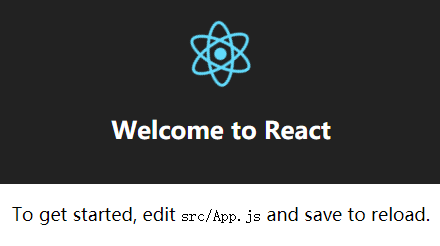 Welcome to React
To get started, edit src/App.js and save to reload.